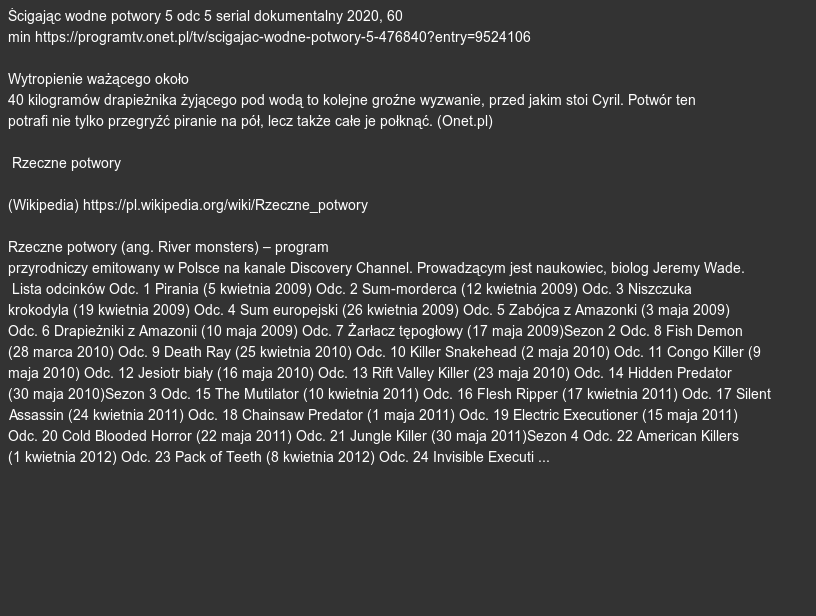 Ścigając wodne potwory 5 odc 5 serial dokumentalny 2020, 60
min https://programtv.onet.pl/tv/scigajac-wodne-potwory-5-476840?entry=9524106
Wytropienie ważącego około
40 kilogramów drapieżnika żyjącego pod wodą to kolejne groźne wyzwanie, przed jakim stoi Cyril. Potwór ten
potrafi nie tylko przegryźć piranie na pół, lecz także całe je połknąć. (Onet.pl)
Rzeczne potwory
(Wikipedia) https://pl.wikipedia.org/wiki/Rzeczne_potwory
Rzeczne potwory (ang. River monsters) – program
przyrodniczy emitowany w Polsce na kanale Discovery Channel. Prowadzącym jest naukowiec, biolog Jeremy Wade.
Lista odcinków Odc. 1 Pirania (5 kwietnia 2009) Odc. 2 Sum-morderca (12 kwietnia 2009) Odc. 3 Niszczuka
krokodyla (19 kwietnia 2009) Odc. 4 Sum europejski (26 kwietnia 2009) Odc. 5 Zabójca z Amazonki (3 maja 2009)
Odc. 6 Drapieżniki z Amazonii (10 maja 2009) Odc. 7 Żarłacz tępogłowy (17 maja 2009)Sezon 2 Odc. 8 Fish Demon
(28 marca 2010) Odc. 9 Death Ray (25 kwietnia 2010) Odc. 10 Killer Snakehead (2 maja 2010) Odc. 11 Congo Killer (9
maja 2010) Odc. 12 Jesiotr biały (16 maja 2010) Odc. 13 Rift Valley Killer (23 maja 2010) Odc. 14 Hidden Predator
(30 maja 2010)Sezon 3 Odc. 15 The Mutilator (10 kwietnia 2011) Odc. 16 Flesh Ripper (17 kwietnia 2011) Odc. 17 Silent
Assassin (24 kwietnia 2011) Odc. 18 Chainsaw Predator (1 maja 2011) Odc. 19 Electric Executioner (15 maja 2011)
Odc. 20 Cold Blooded Horror (22 maja 2011) Odc. 21 Jungle Killer (30 maja 2011)Sezon 4 Odc. 22 American Killers
(1 kwietnia 2012) Odc. 23 Pack of Teeth (8 kwietnia 2012) Odc. 24 Invisible Executi ...